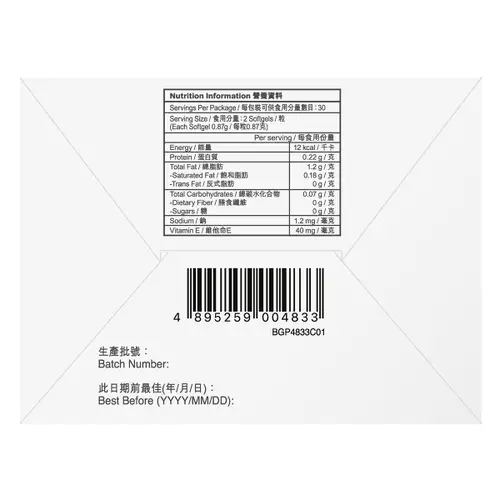 Nutrition Information 營養資料
Servings Per Package / 每包裝可供食用分量數目：30
Serving Size / 食用分量：2 Softgels / 粒
(Each Softgel 0.87g / 每粒0.87克)
Per serving / 每食用份量
Energy / 能量 12 kcal / 千卡
Protein / 蛋白質 0.22 g / 克
Total Fat / 總脂肪 1.2 g / 克
-Saturated Fat / 飽和脂肪 0.18 g / 克
-Trans Fat / 反式脂肪 0 g / 克
Total Carbohydrates / 總碳水化合物 0.07 g / 克
-Dietary Fiber / 膳食纖維 0 g / 克
-Sugars / 糖 0 g / 克
Sodium / 鈉 1.2 mg / 毫克
Vitamin E / 維他命E 40 mg / 毫克
4 895259 004833
BGP4833C01
生產批號：
Batch Number:
此日期前最佳(年/月/日)：
Best Before (YYYY/MM/DD):